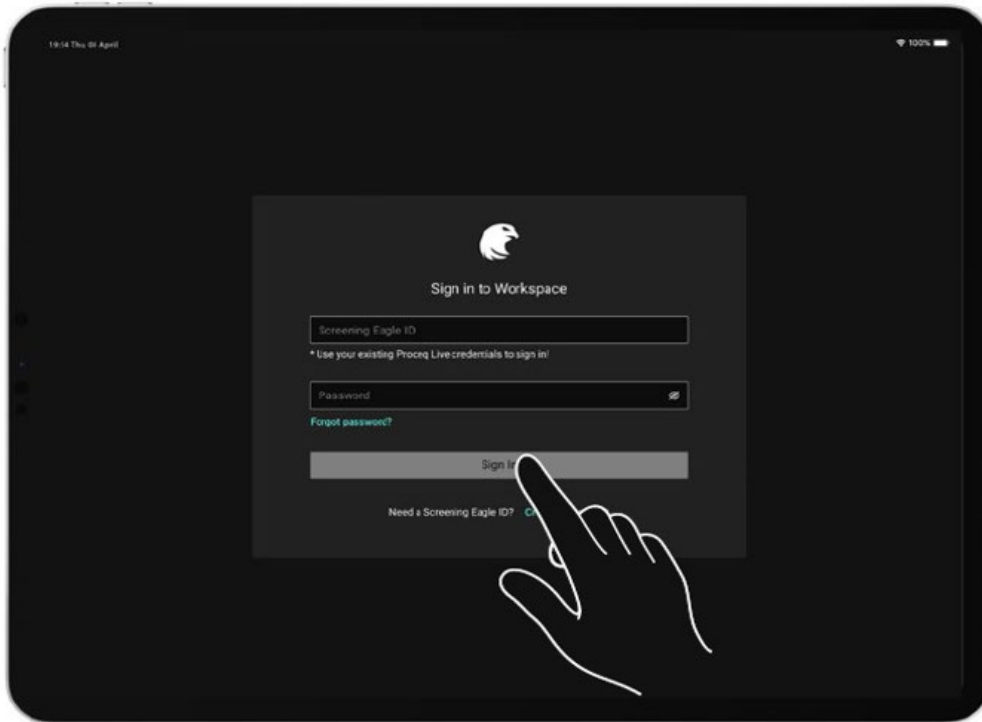 19:14 Thu 01 April
100%
Sign in to Workspace
Screening Eagle ID
* Use your existing Proceq Live credentials to sign in!
Password
Forgot password?
Sign
Need a Screening Eagle ID?